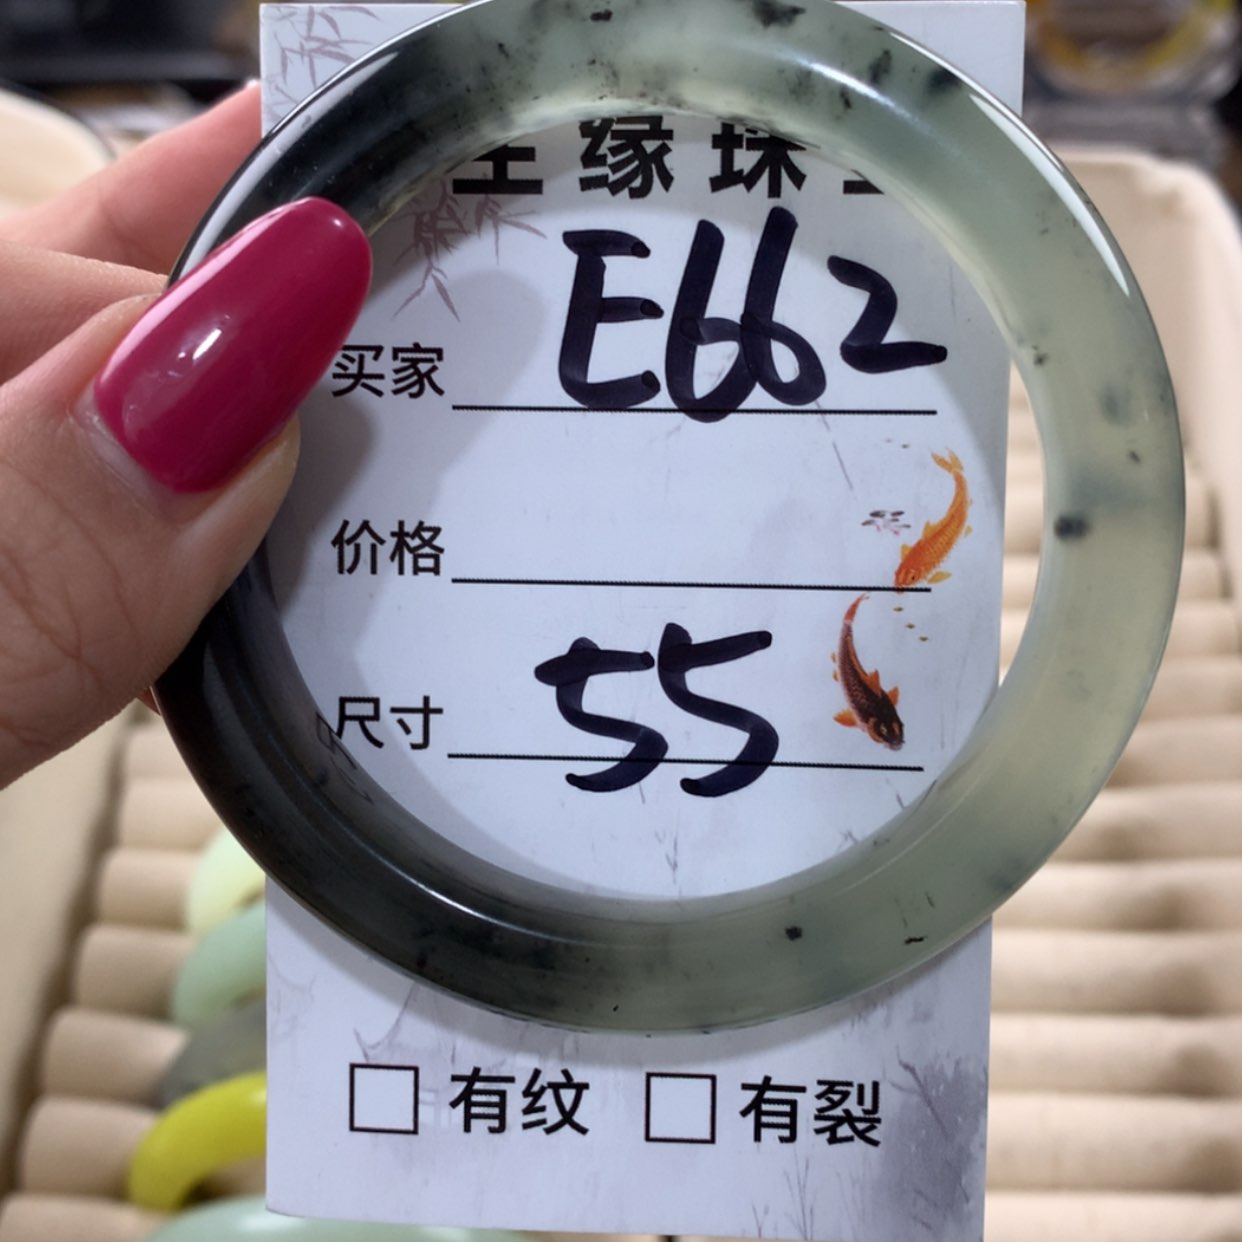 缘珠
买家 E662
价格
尺寸 55
有纹 有裂